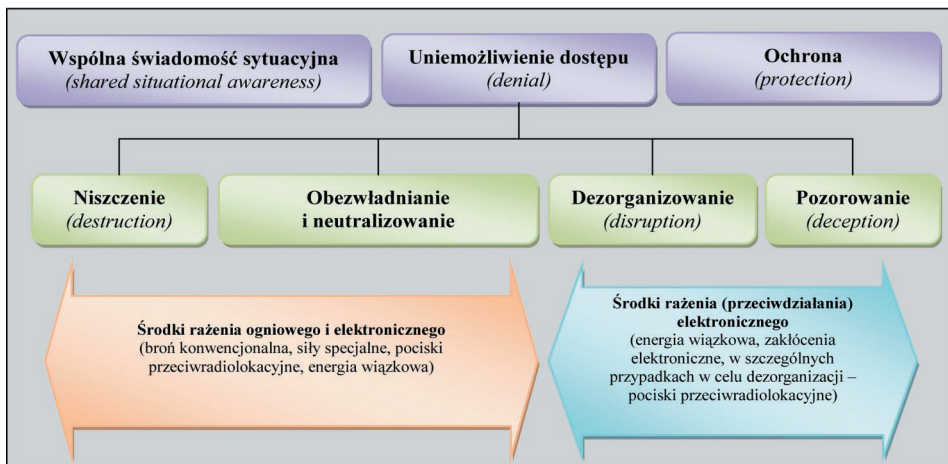 Wspólna świadomość sytuacyjna
(shared situational awareness)
Uniemożliwienie dostępu
(denial)
Ochrona
(protection)
Niszczenie
(destruction)
Obezwładnianie
i neutralizowanie
Dezorganizowanie
(disruption)
Pozorowanie
(deception)
Środki rażenia ogniowego i elektronicznego
(broń konwencjonalna, siły specjalne, pociski
przeciwradiolokacyjne, energia wiązkowa)
Środki rażenia (przeciwdziałania)
elektronicznego
(energia wiązkowa, zakłócenia
elektroniczne, w szczególnych
przypadkach w celu dezorganizacji –
pociski przeciwradiolokacyjne)